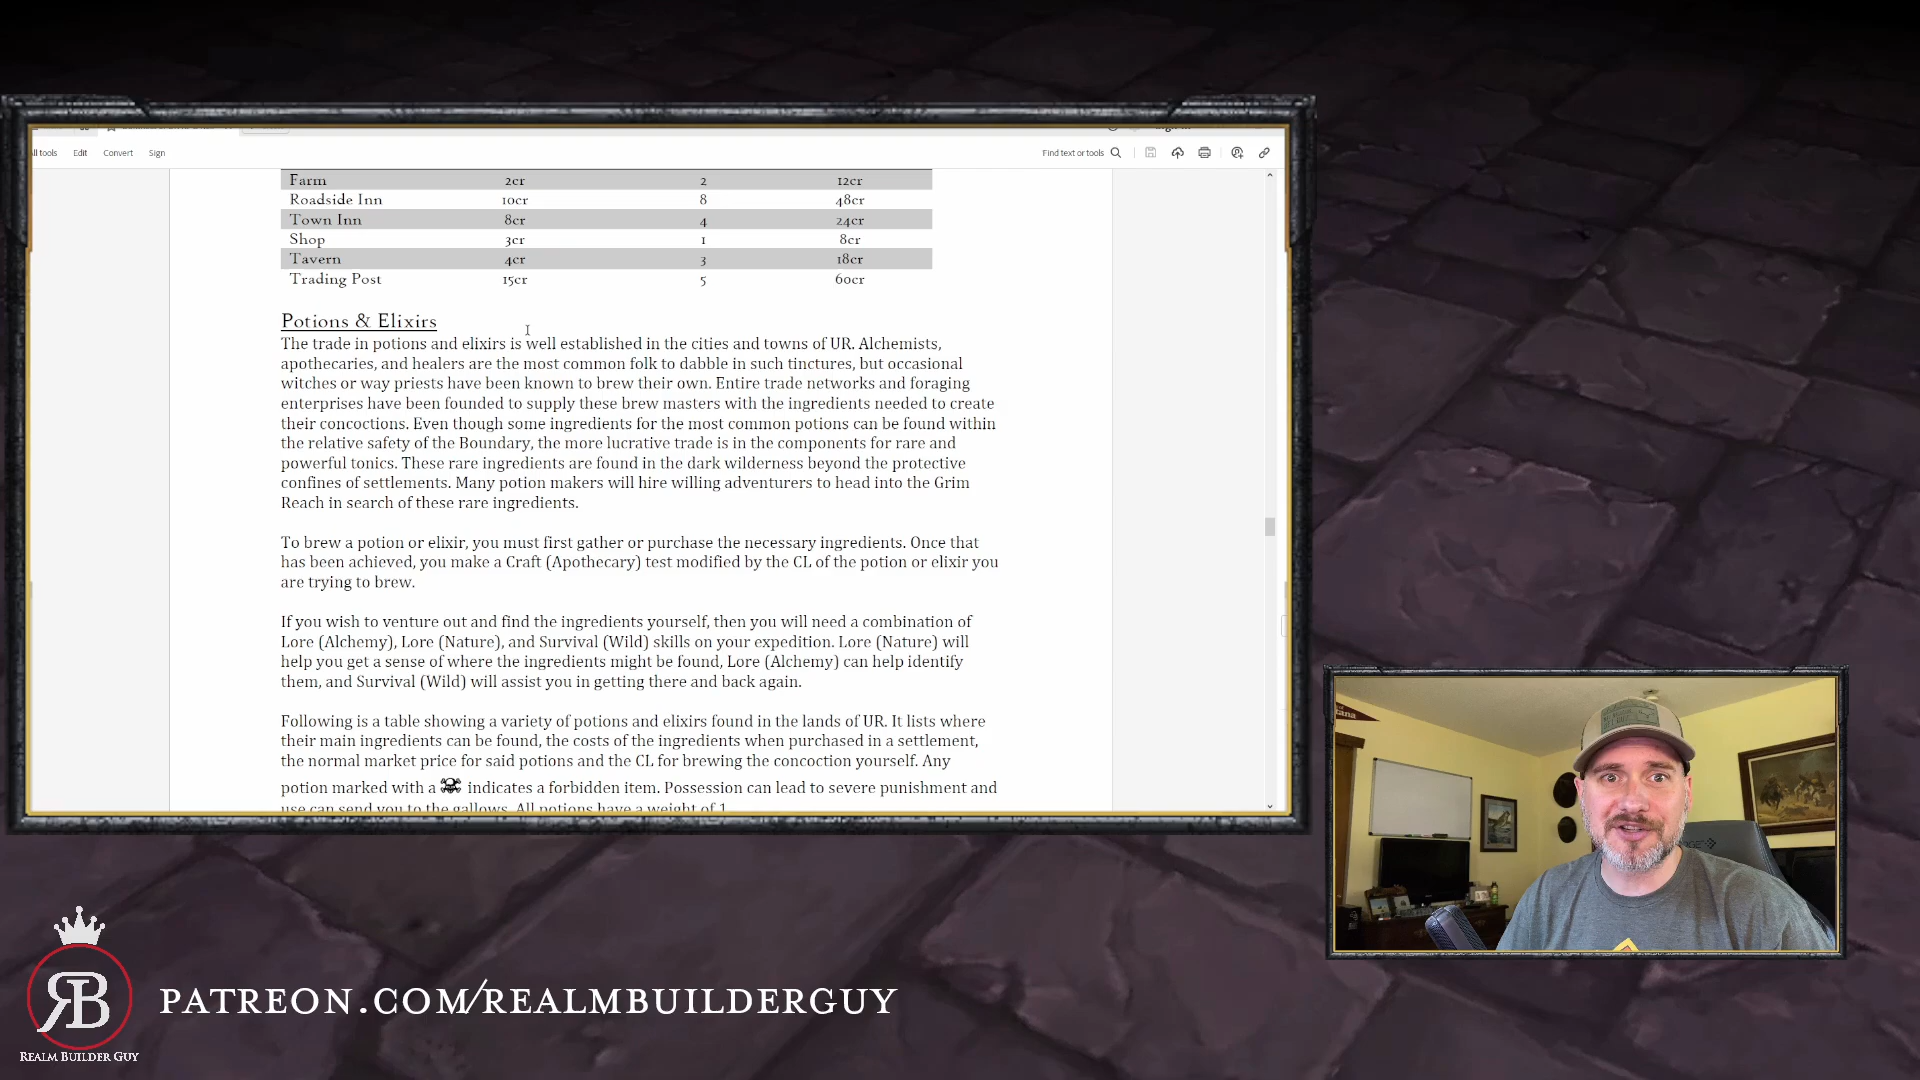 ll tools Edit Convert Sign Find text or tools
Farm 2cr 2 12cr
Roadside Inn 10cr 8 48cr
Town Inn 8cr 4 24cr
Shop 3cr 1 8cr
Tavern 4cr 3 18cr
Trading Post 15cr 5 60cr
Potions & Elixirs
The trade in potions and elixirs is well established in the cities and towns of UR. Alchemists,
apothecaries, and healers are the most common folk to dabble in such tinctures, but occasional
witches or way priests have been known to brew their own. Entire trade networks and foraging
enterprises have been founded to supply these brew masters with the ingredients needed to create
their concoctions. Even though some ingredients for the most common potions can be found within
the relative safety of the Boundary, the more lucrative trade is in the components for rare and
powerful tonics. These rare ingredients are found in the dark wilderness beyond the protective
confines of settlements. Many potion makers will hire willing adventurers to head into the Grim
Reach in search of these rare ingredients.
To brew a potion or elixir, you must first gather or purchase the necessary ingredients. Once that
has been achieved, you make a Craft (Apothecary) test modified by the CL of the potion or elixir you
are trying to brew.
If you wish to venture out and find the ingredients yourself, then you will need a combination of
Lore (Alchemy), Lore (Nature), and Survival (Wild) skills on your expedition. Lore (Nature) will
help you get a sense of where the ingredients might be found, Lore (Alchemy) can help identify
them, and Survival (Wild) will assist you in getting there and back again.
Following is a table showing a variety of potions and elixirs found in the lands of UR. It lists where
their main ingredients can be found, the costs of the ingredients when purchased in a settlement,
the normal market price for said potions and the CL for brewing the concoction yourself. Any
potion marked with a indicates a forbidden item. Possession can lead to severe punishment and
use can send you to the gallows. All potions have a weight of 1.
RB
REALM BUILDER GUY
PATREON.COM/REALMBUILDERGUY